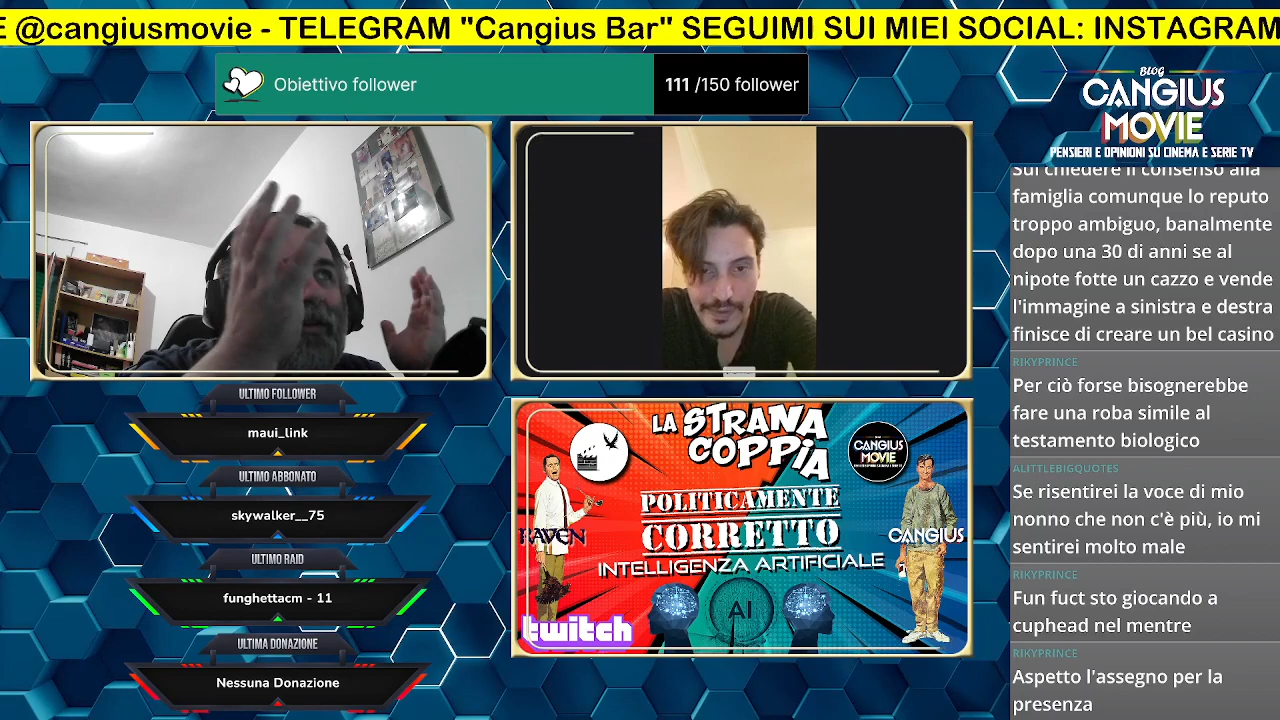 E @cangiusmovie - TELEGRAM "Cangius Bar" SEGUIMI SUI MIEI SOCIAL: INSTAGRAM
Obiettivo follower
111 /150 follower
BLOG
CANGIUS
MOVIE
PENSIERI E OPINIONI SU CINEMA E SERIE TV
Sul chiedere il consenso alla
famiglia comunque lo reputo
troppo ambiguo, banalmente
dopo una 30 di anni se al
nipote fotte un cazzo e vende
l'immagine a sinistra e destra
finisce di creare un bel casino
RIKYPRINCE
Per ciò forse bisognerebbe
fare una roba simile al
testamento biologico
ALITTLEBIGQUOTES
Se risentirei la voce di mio
nonno che non c'è più, io mi
sentirei molto male
RIKYPRINCE
Fun fuct sto giocando a
cuphead nel mentre
RIKYPRINCE
Aspetto l'assegno per la
presenza
ULTIMO FOLLOWER
maui_link
ULTIMO ABBONATO
skywalker__75
ULTIMO RAID
funghettacm - 11
ULTIMA DONAZIONE
Nessuna Donazione
LA STRANA
COPPIA
CANGIUS
MOVIE
POLITICAMENTE
CORRETTO
INTELLIGENZA ARTIFICIALE
RAVEN
CANGIUS
AI
twitch